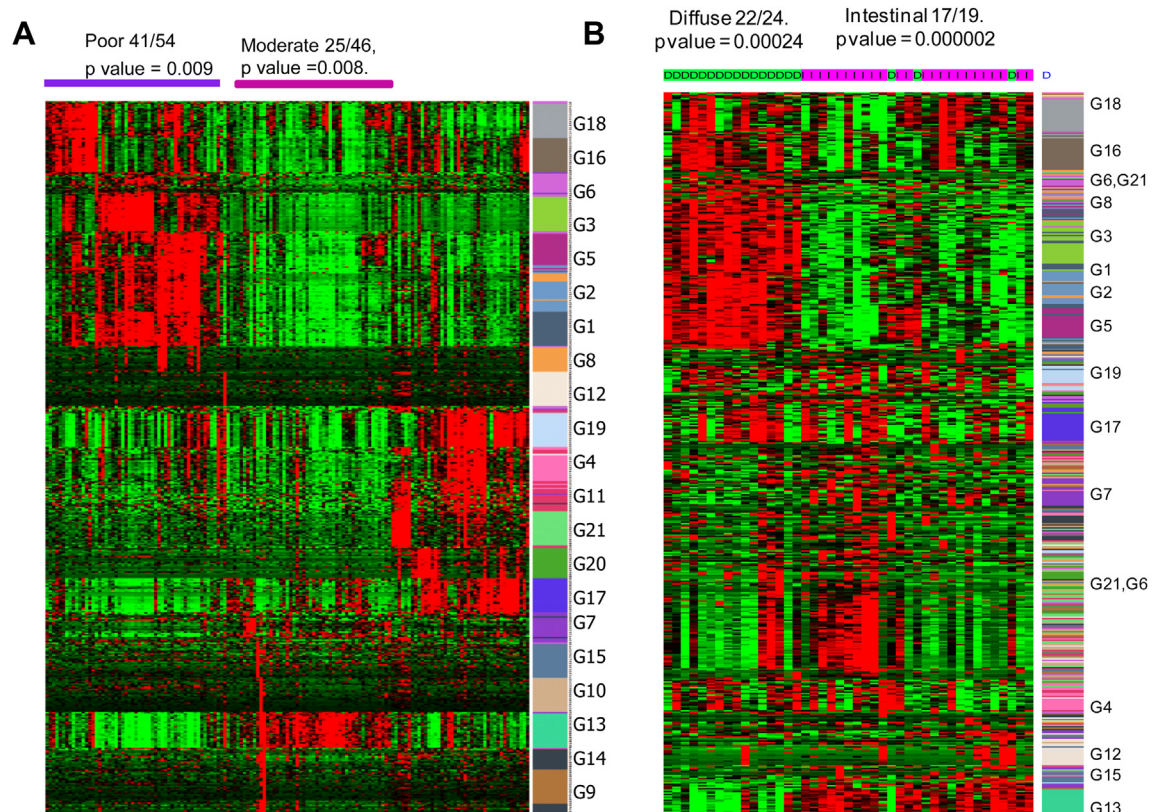 A
Poor 41/54
p value = 0.009
Moderate 25/46,
p value =0.008.
G18
G16
G6
G3
G5
G2
G1
G8
G12
G19
G4
G11
G21
G20
G17
G7
G15
G10
G13
G14
G9
B
Diffuse 22/24.
pvalue = 0.00024
Intestinal 17/19.
pvalue = 0.000002
DDDDDDDDDDDDDDDDIIIIIIIIIIDIIDIIIIIIIIIIDII D
G18
G16
G6,G21
G8
G3
G1
G2
G5
G19
G17
G7
G21,G6
G4
G12
G15
G13